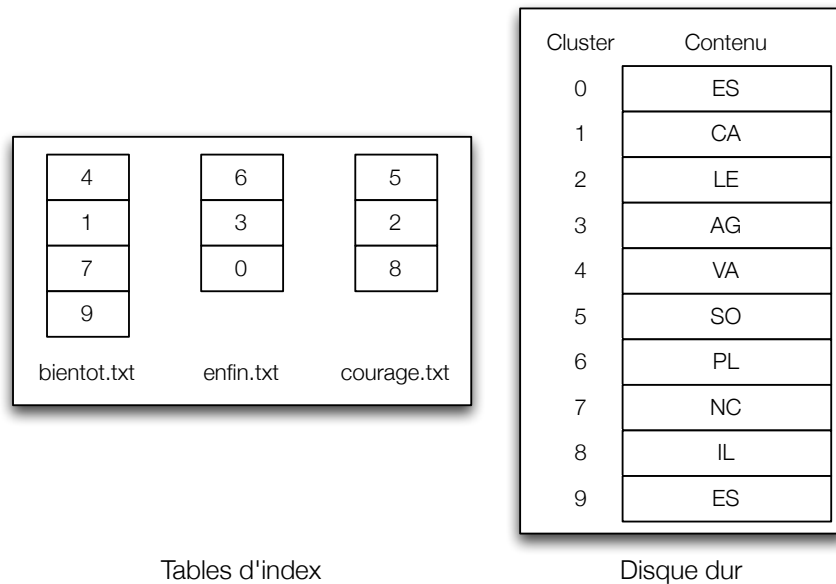 4 6 5
1 3 2
7 0 8
9
bientot.txt enfin.txt courage.txt
Tables d'index
Cluster Contenu
0 ES
1 CA
2 LE
3 AG
4 VA
5 SO
6 PL
7 NC
8 IL
9 ES
Disque dur